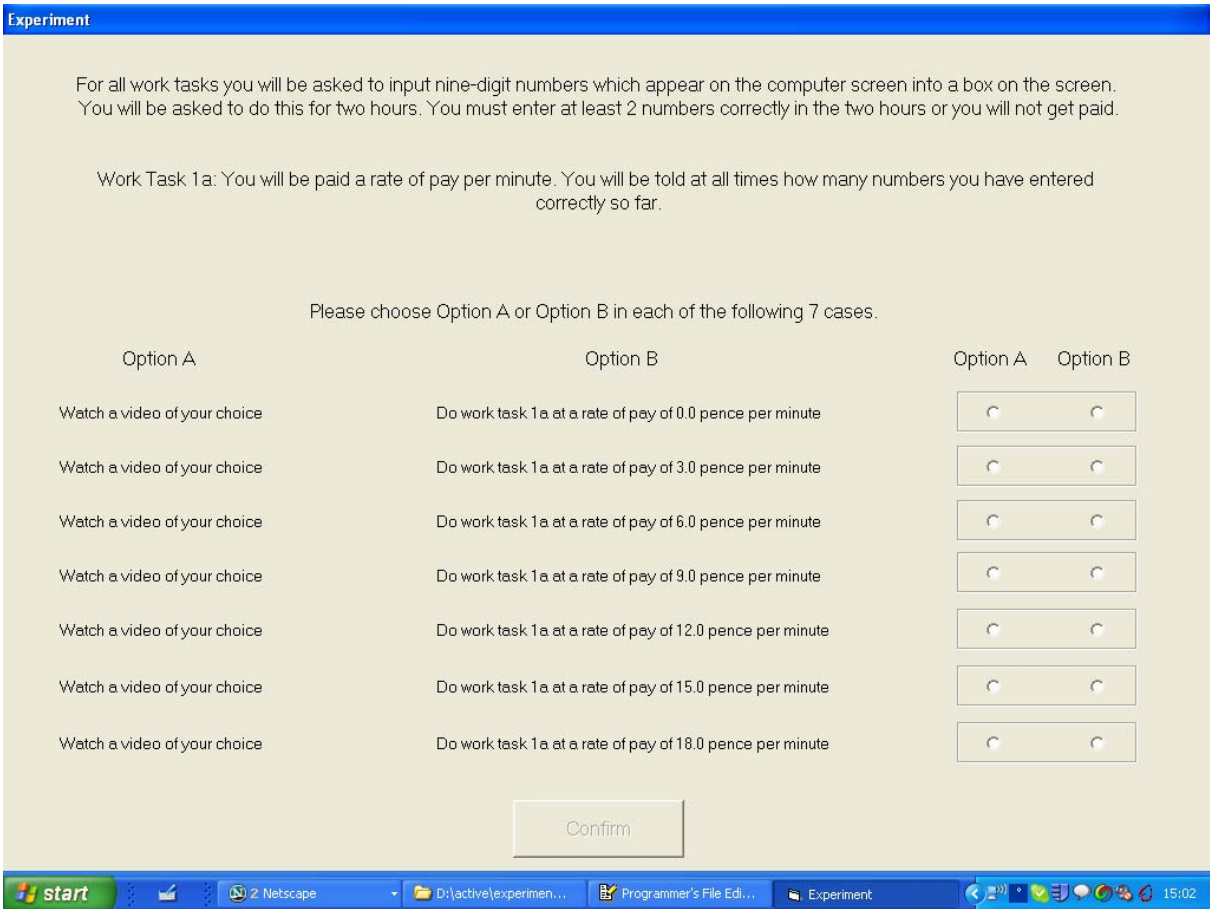 Experiment
For all work tasks you will be asked to input nine-digit numbers which appear on the computer screen into a box on the screen.
You will be asked to do this for two hours. You must enter at least 2 numbers correctly in the two hours or you will not get paid.
Work Task 1a: You will be paid a rate of pay per minute. You will be told at all times how many numbers you have entered
correctly so far.
Please choose Option A or Option B in each of the following 7 cases.
Option A Option B Option A Option B
Watch a video of your choice Do work task 1a at a rate of pay of 0.0 pence per minute
Watch a video of your choice Do work task 1a at a rate of pay of 3.0 pence per minute
Watch a video of your choice Do work task 1a at a rate of pay of 6.0 pence per minute
Watch a video of your choice Do work task 1a at a rate of pay of 9.0 pence per minute
Watch a video of your choice Do work task 1a at a rate of pay of 12.0 pence per minute
Watch a video of your choice Do work task 1a at a rate of pay of 15.0 pence per minute
Watch a video of your choice Do work task 1a at a rate of pay of 18.0 pence per minute
Confirm
start 2 Netscape D:\active\experimen... Programmer's File Edi... Experiment 15:02